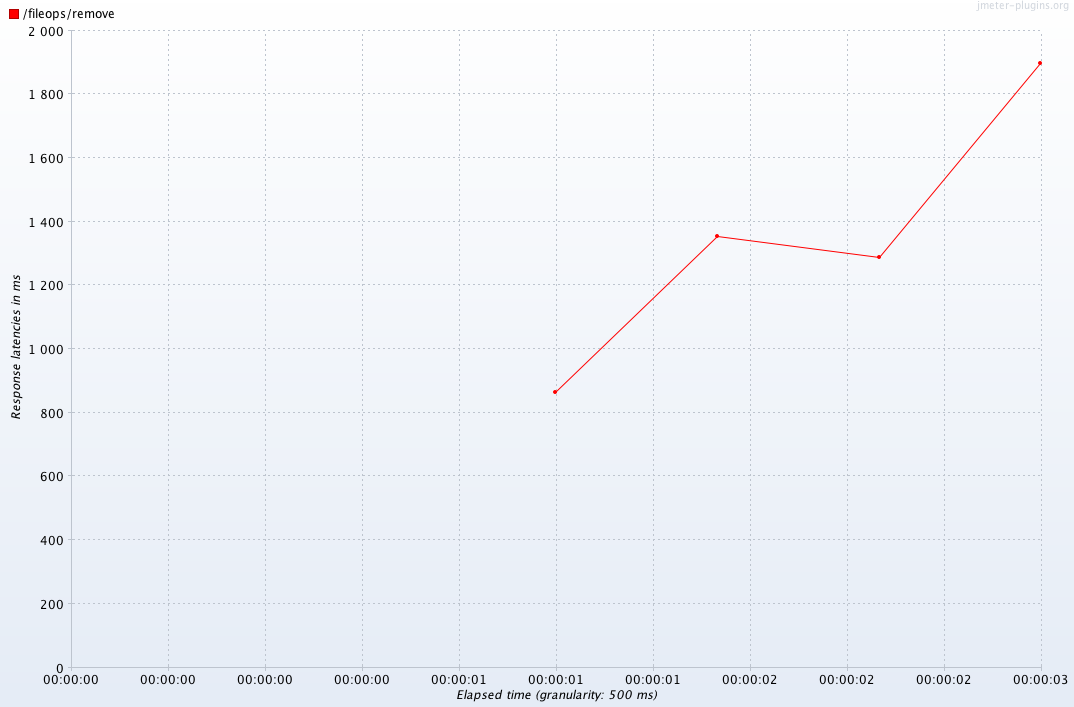 jmeter-plugins.org
/fileops/remove
2 000
1 800
1 600
1 400
1 200
1 000
800
600
400
200
0
Response latencies in ms
00:00:00 00:00:00 00:00:00 00:00:00 00:00:01 00:00:01 00:00:01 00:00:02 00:00:02 00:00:02 00:00:03
Elapsed time (granularity: 500 ms)